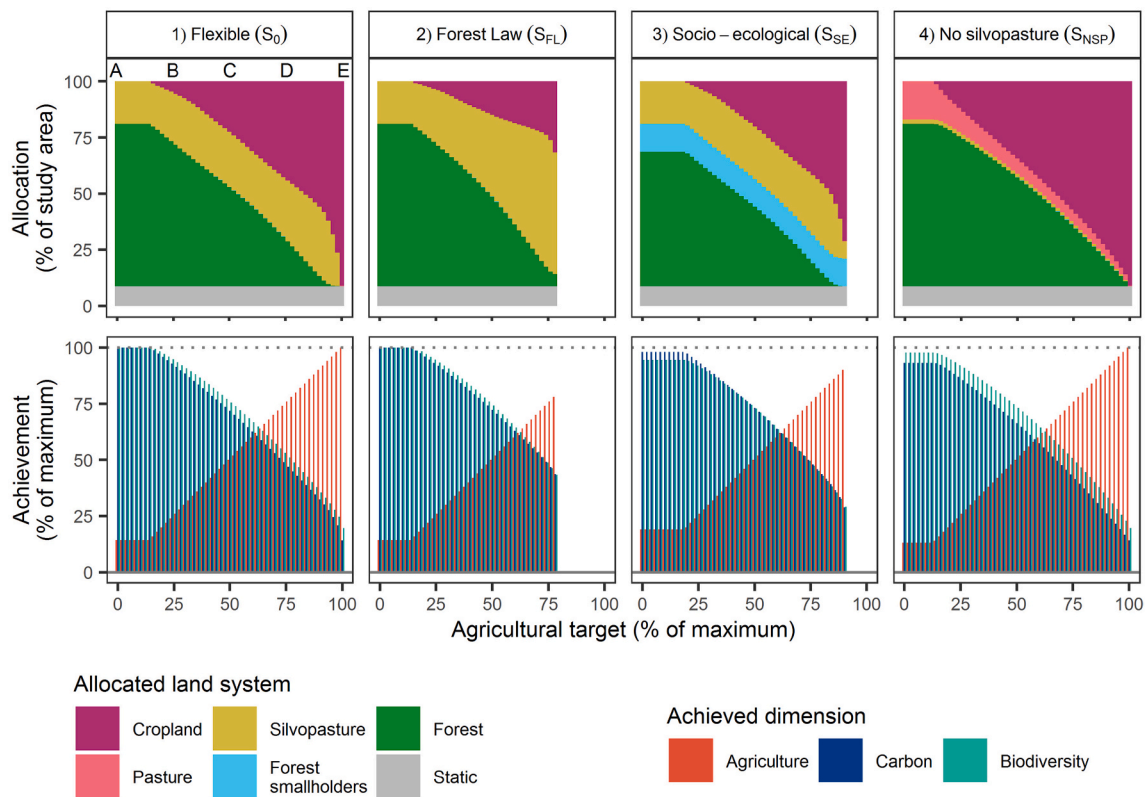 1) Flexible (S0)
2) Forest Law (SFL)
3) Socio – ecological (SSE)
4) No silvopasture (SNSP)
A B C D E
Allocation
(% of study area)
100
75
50
25
0
Achievement
(% of maximum)
100
75
50
25
0
0 25 50 75 100
0 25 50 75 100
0 25 50 75 100
0 25 50 75 100
Agricultural target (% of maximum)
Allocated land system
Cropland
Silvopasture
Forest
Pasture
Forest
smallholders
Static
Achieved dimension
Agriculture
Carbon
Biodiversity